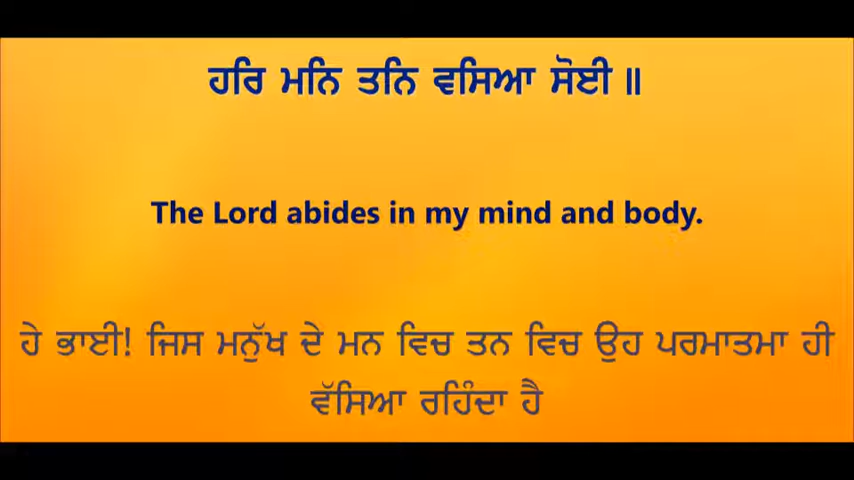 ਹਰਿ ਮਨਿ ਤਨਿ ਵਸਿਆ ਸੋਈ ॥
The Lord abides in my mind and body.
ਹੇ ਭਾਈ! ਜਿਸ ਮਨੁੱਖ ਦੇ ਮਨ ਵਿਚ ਤਨ ਵਿਚ ਉਹ ਪਰਮਾਤਮਾ ਹੀ
ਵੱਸਿਆ ਰਹਿੰਦਾ ਹੈ